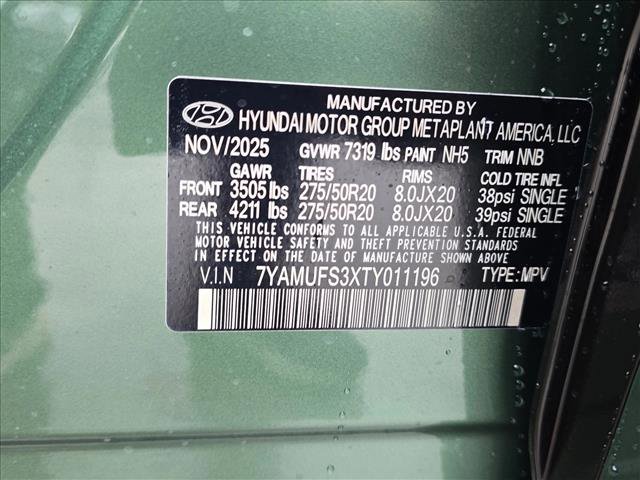 MANUFACTURED BY
HYUNDAI MOTOR GROUP METAPLANT AMERICA, LLC
NOV/2025 GVWR 7319 lbs PAINT NH5 TRIM NNB
GAWR TIRES RIMS COLD TIRE INFL
FRONT 3505 lbs 275/50R20 8.0JX20 38psi SINGLE
REAR 4211 lbs 275/50R20 8.0JX20 39psi SINGLE
THIS VEHICLE CONFORMS TO ALL APPLICABLE U.S.A. FEDERAL
MOTOR VEHICLE SAFETY AND THEFT PREVENTION STANDARDS
IN EFFECT ON THE DATE OF MANUFACTURE SHOWN ABOVE.
V.I.N 7YAMUFS3XTY011196 TYPE: MPV